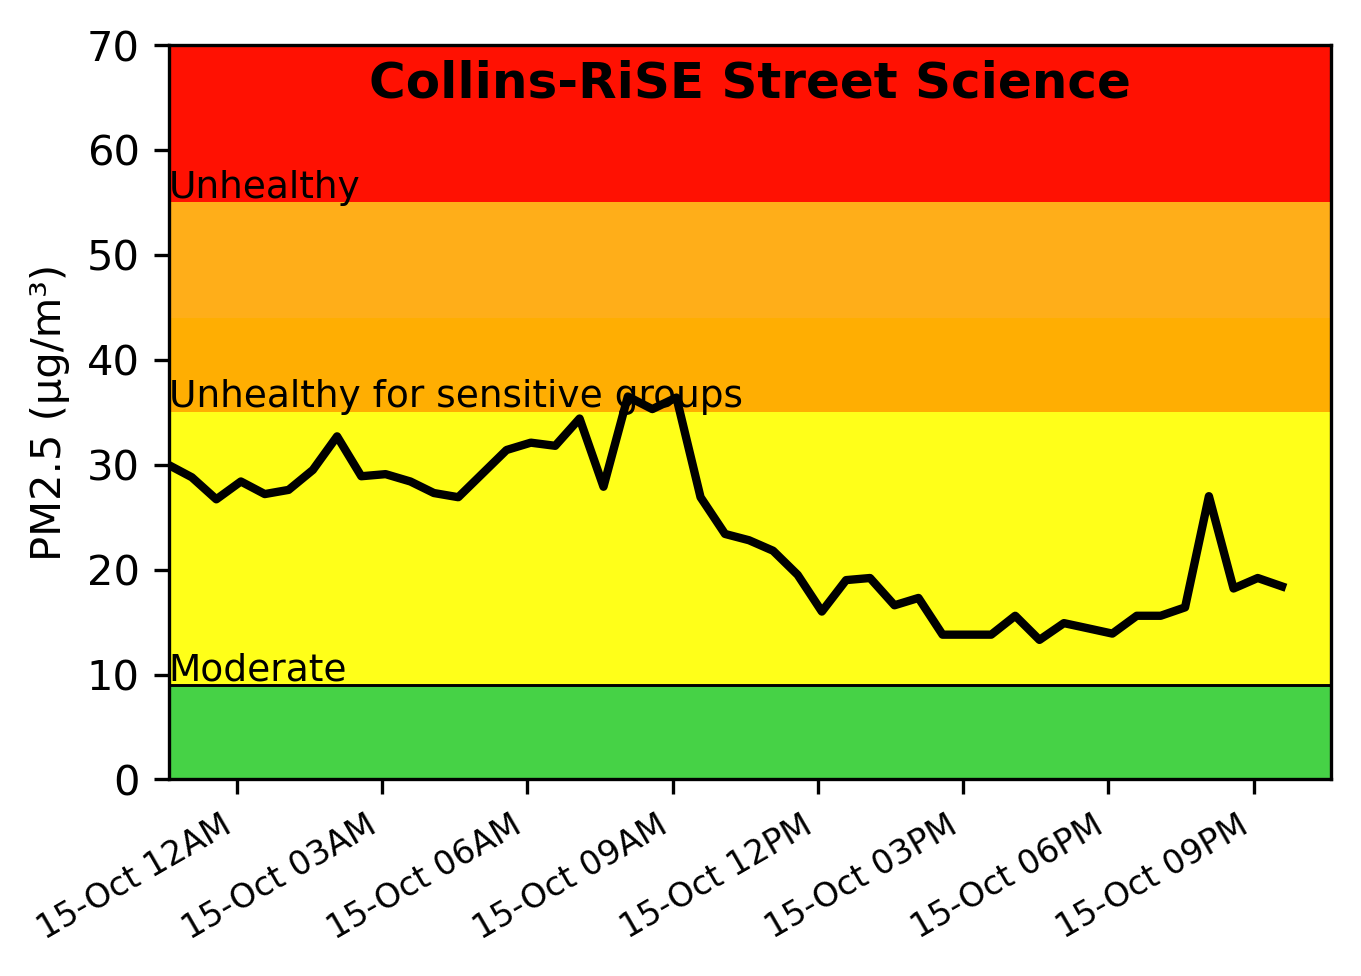 Collins-RiSE Street Science
PM2.5 (µg/m³)
70
60
50
40
30
20
10
0
Unhealthy
Unhealthy for sensitive groups
Moderate
15-Oct 12AM
15-Oct 03AM
15-Oct 06AM
15-Oct 09AM
15-Oct 12PM
15-Oct 03PM
15-Oct 06PM
15-Oct 09PM